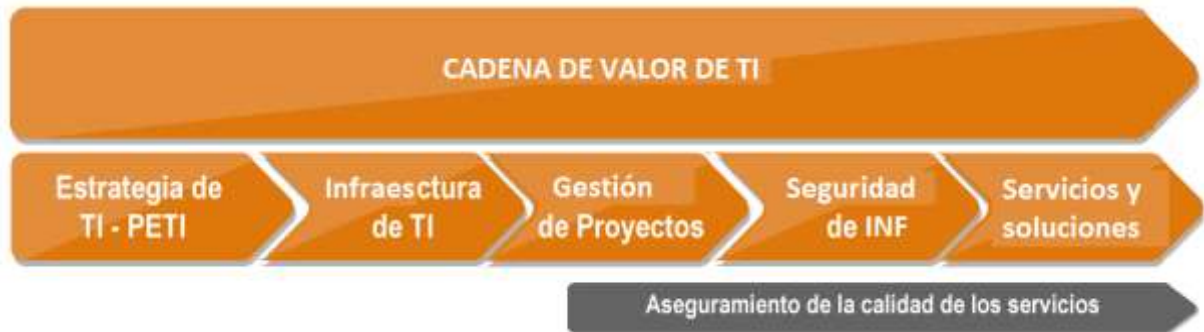 CADENA DE VALOR DE TI
Estrategia de
TI - PETI
Infraesctura
de TI
Gestión
de Proyectos
Seguridad
de INF
Servicios y
soluciones
Aseguramiento de la calidad de los servicios